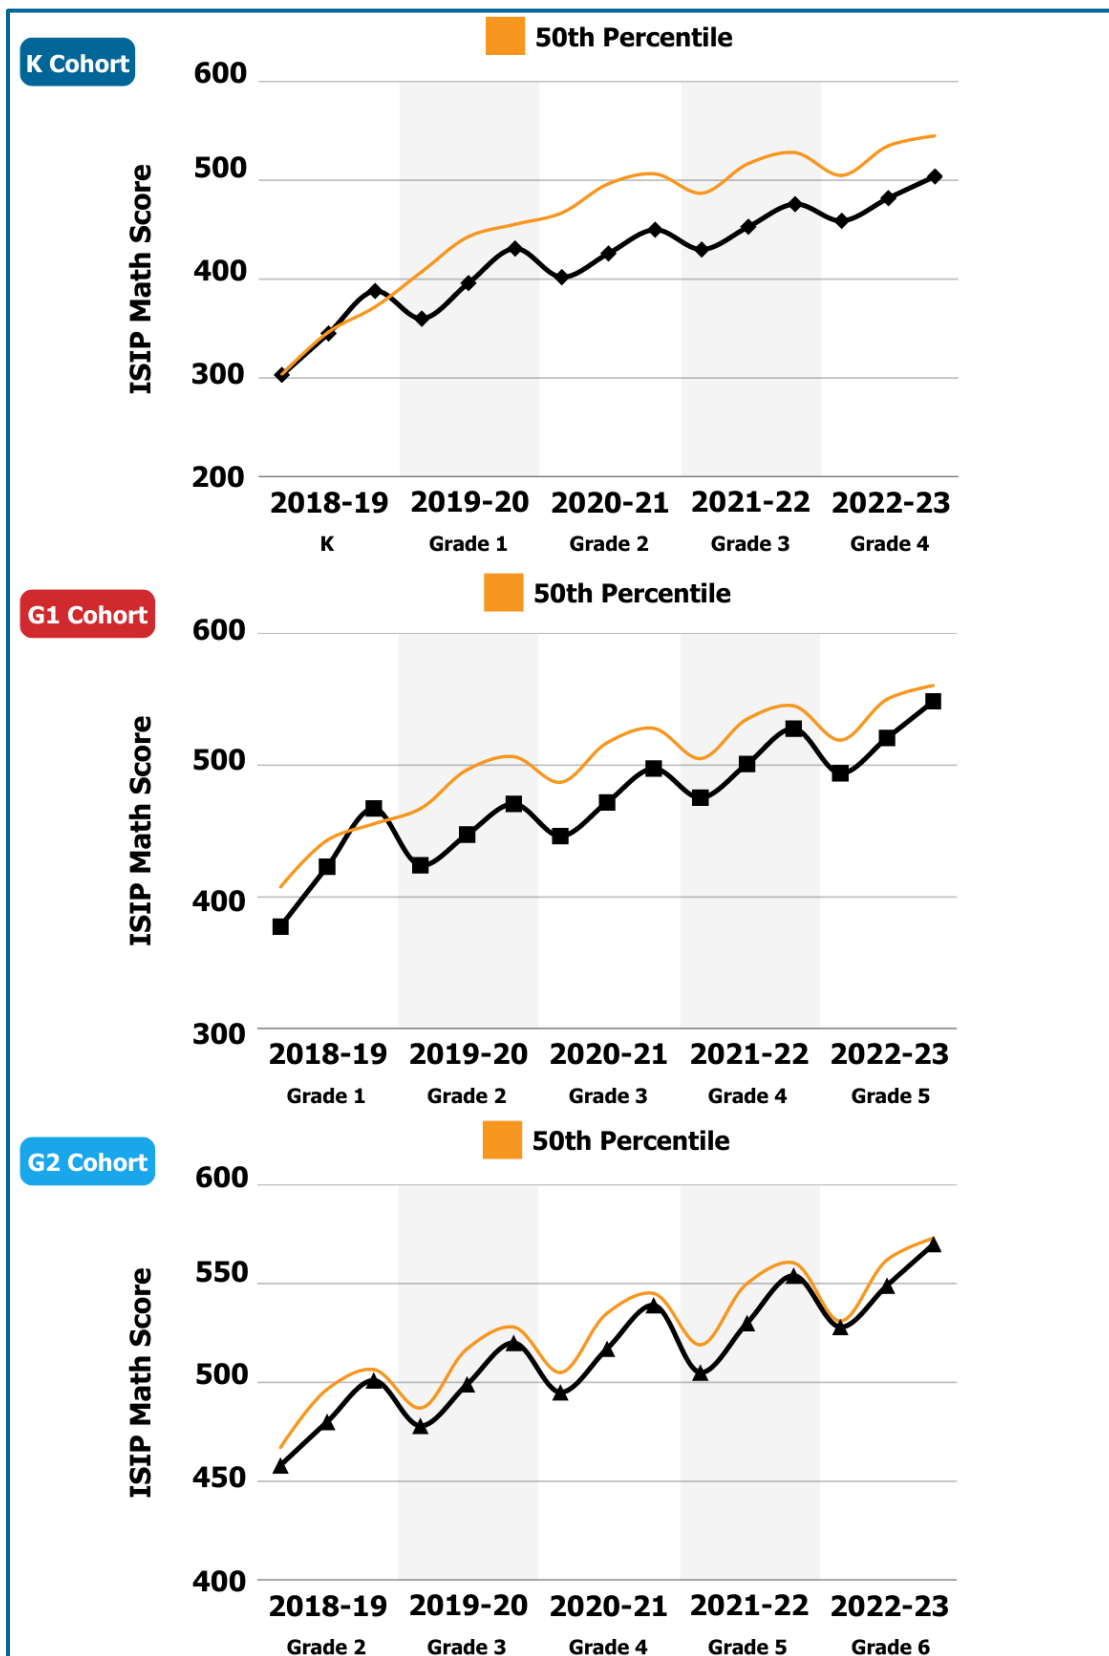 50th Percentile
K Cohort
600
500
400
300
200
ISIP Math Score
2018-19 2019-20 2020-21 2021-22 2022-23
K Grade 1 Grade 2 Grade 3 Grade 4
50th Percentile
G1 Cohort
600
500
400
300
ISIP Math Score
2018-19 2019-20 2020-21 2021-22 2022-23
Grade 1 Grade 2 Grade 3 Grade 4 Grade 5
50th Percentile
G2 Cohort
600
550
500
450
400
ISIP Math Score
2018-19 2019-20 2020-21 2021-22 2022-23
Grade 2 Grade 3 Grade 4 Grade 5 Grade 6